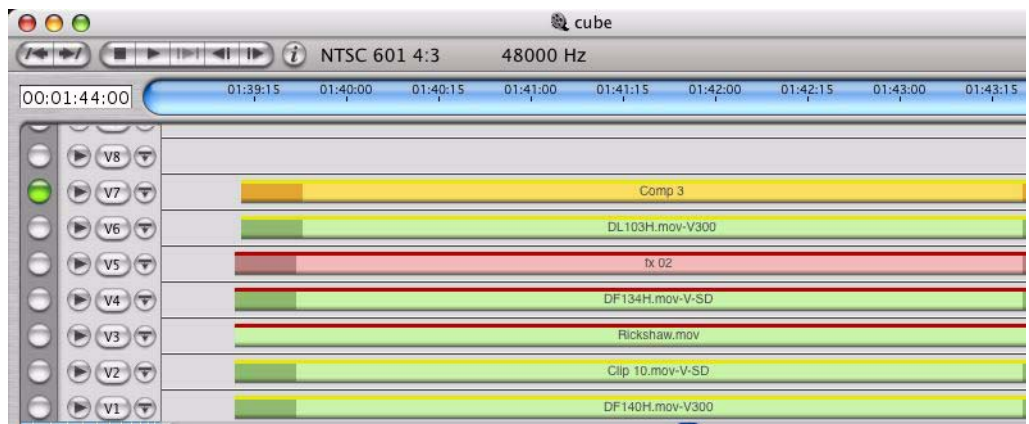 cube
i NTSC 601 4:3 48000 Hz
00:01:44:00 01:39:15 01:40:00 01:40:15 01:41:00 01:41:15 01:42:00 01:42:15 01:43:00 01:43:15
V8
V7 Comp 3
V6 DL103H.mov-V300
V5 fx 02
V4 DF134H.mov-V-SD
V3 Rickshaw.mov
V2 Clip 10.mov-V-SD
V1 DF140H.mov-V300